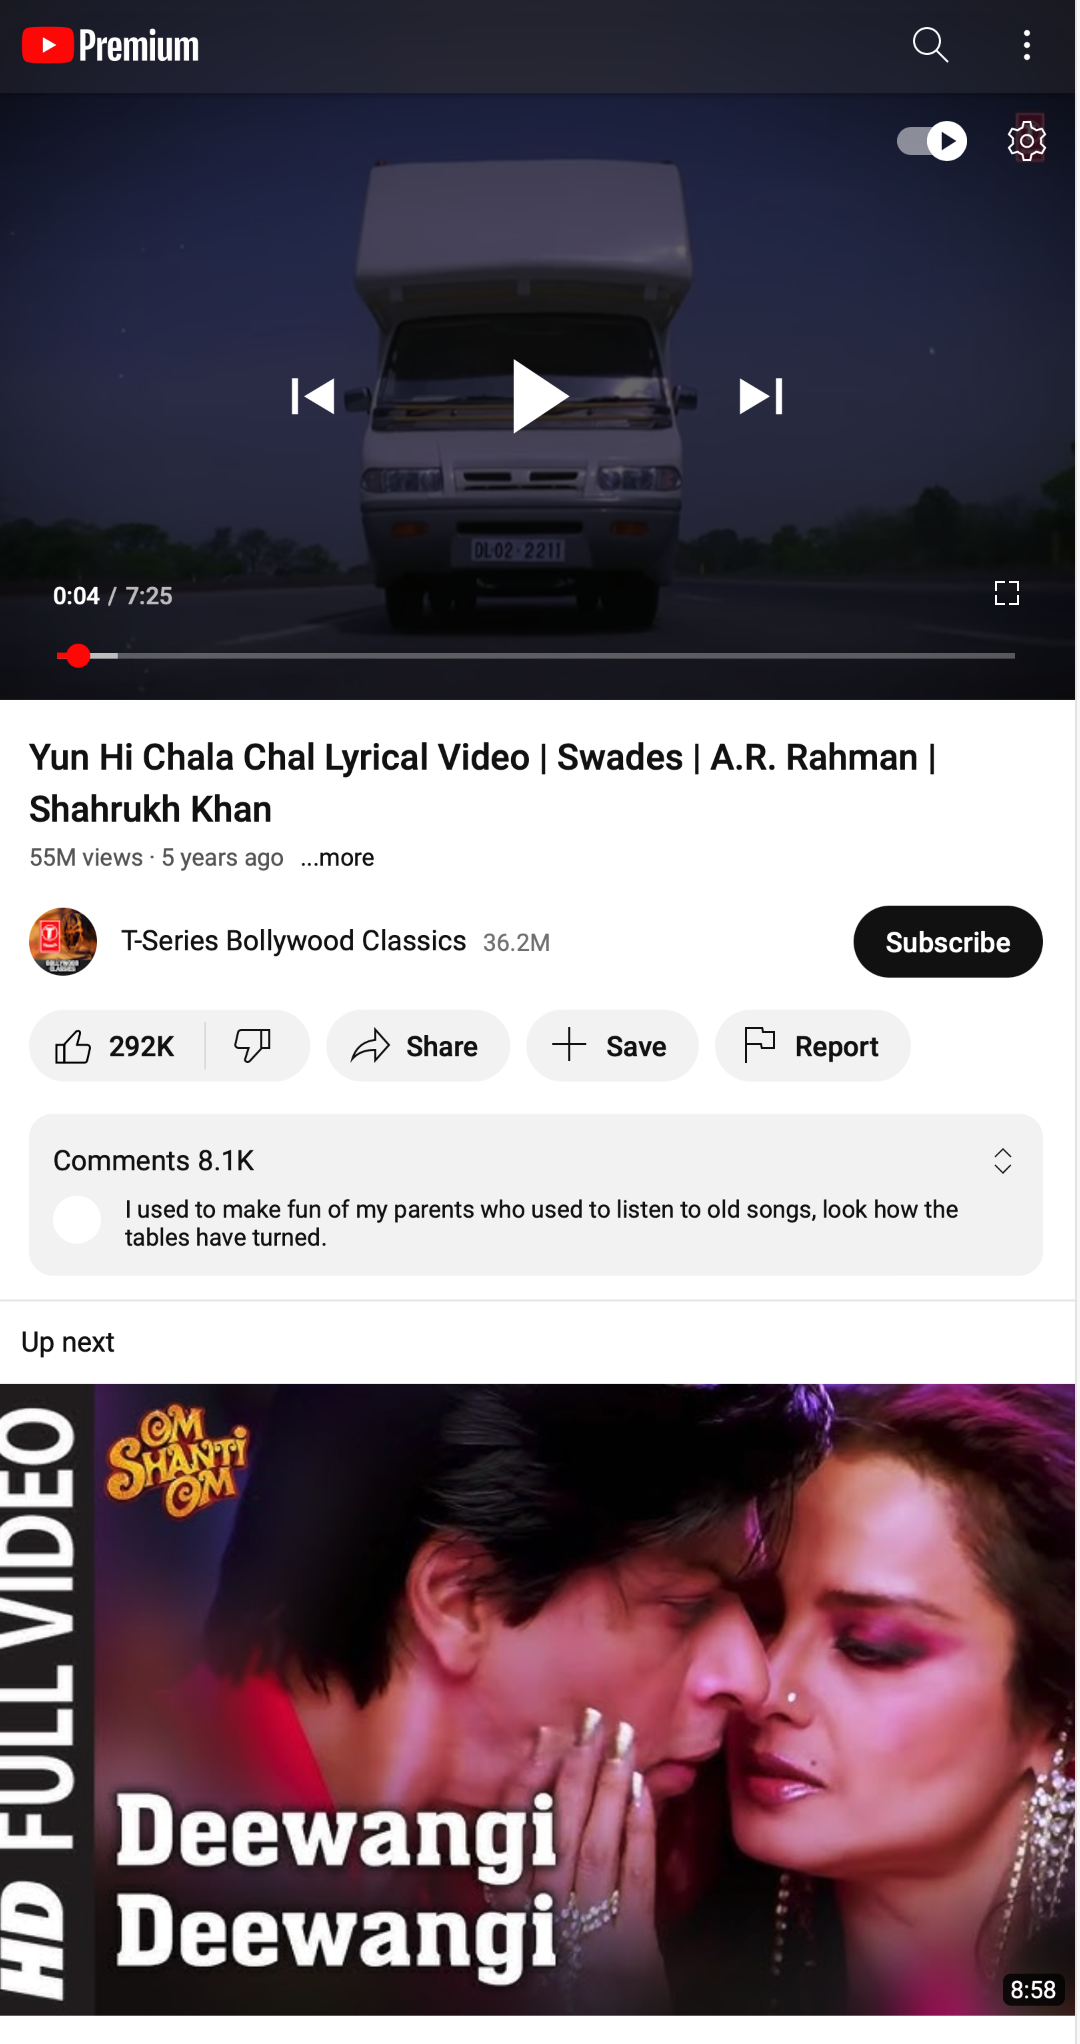 Premium
DL-02-2211
0:04 / 7:25
Yun Hi Chala Chal Lyrical Video | Swades | A.R. Rahman |
Shahrukh Khan
55M views · 5 years ago ...more
T-Series Bollywood Classics 36.2M
Subscribe
292K
Share
Save
Report
Comments 8.1K
I used to make fun of my parents who used to listen to old songs, look how the
tables have turned.
Up next
HD FULL VIDEO
OM
SHANTI
OM
Deewangi
Deewangi
8:58